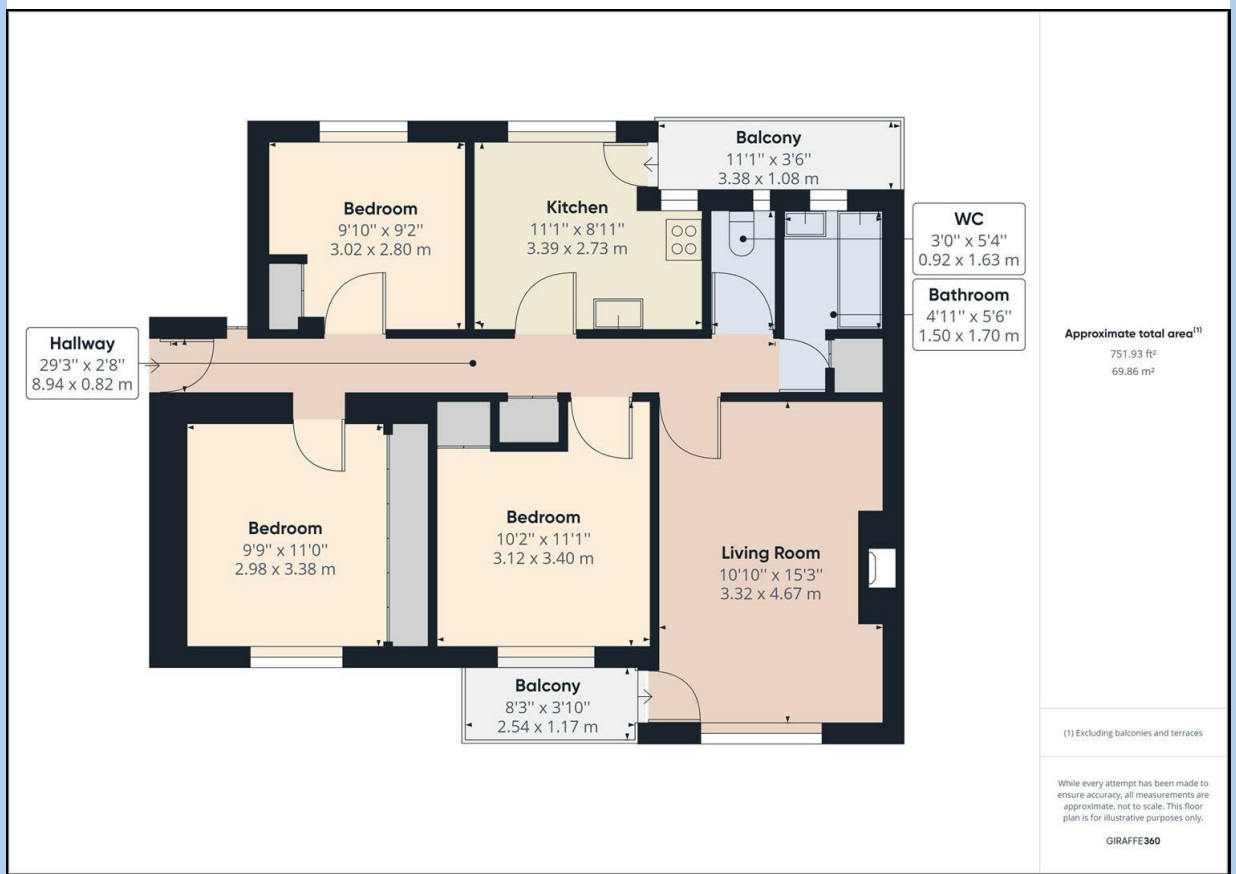 Balcony
11'1" x 3'6"
3.38 x 1.08 m
Bedroom
9'10" x 9'2"
3.02 x 2.80 m
Kitchen
11'1" x 8'11"
3.39 x 2.73 m
WC
3'0" x 5'4"
0.92 x 1.63 m
Bathroom
4'11" x 5'6"
1.50 x 1.70 m
Hallway
29'3" x 2'8"
8.94 x 0.82 m
Bedroom
9'9" x 11'0"
2.98 x 3.38 m
Bedroom
10'2" x 11'1"
3.12 x 3.40 m
Living Room
10'10" x 15'3"
3.32 x 4.67 m
Balcony
8'3" x 3'10"
2.54 x 1.17 m
Approximate total area(1)
751.93 ft²
69.86 m²
(1) Excluding balconies and terraces
While every attempt has been made to
ensure accuracy, all measurements are
approximate, not to scale. This floor
plan is for illustrative purposes only.
GIRAFFE360